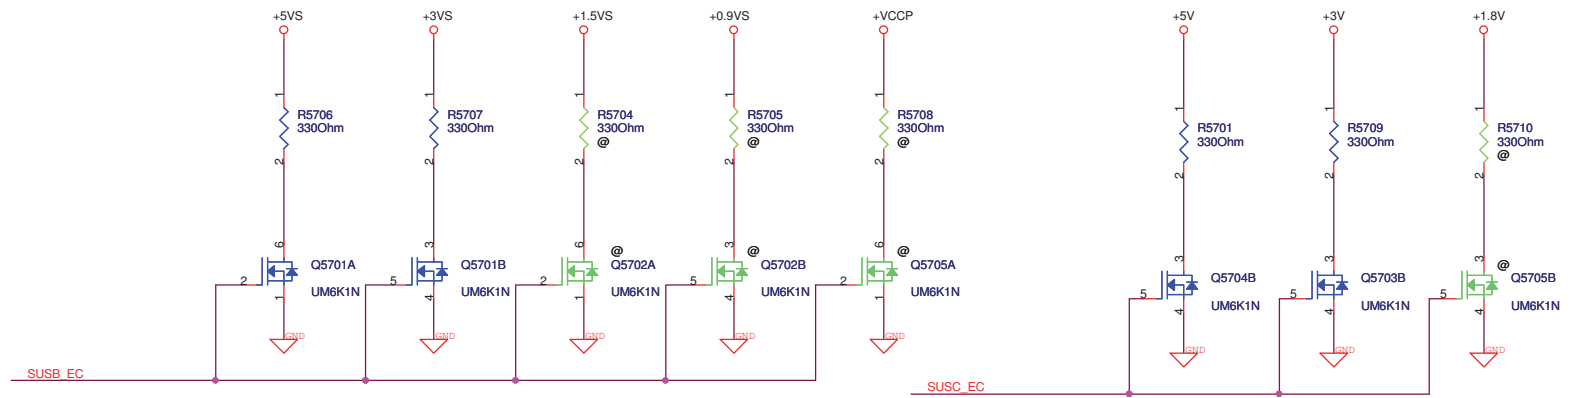 +5VS
+3VS
+1.5VS
+0.9VS
+VCCP
+5V
+3V
+1.8V
1
1
1
1
1
1
1
1
R5706
330Ohm
R5707
330Ohm
R5704
330Ohm
@
R5705
330Ohm
@
R5708
330Ohm
@
R5701
330Ohm
R5709
330Ohm
R5710
330Ohm
@
2
2
2
2
2
2
2
2
6
Q5701A
2
UM6K1N
1
GND
3
Q5701B
5
UM6K1N
4
GND
6
@
Q5702A
2
UM6K1N
1
GND
3
@
Q5702B
5
UM6K1N
4
GND
6
@
Q5705A
2
UM6K1N
1
GND
3
Q5704B
5
UM6K1N
4
GND
3
Q5703B
5
UM6K1N
4
GND
3
@
Q5705B
5
UM6K1N
4
GND
SUSB_EC
SUSC_EC